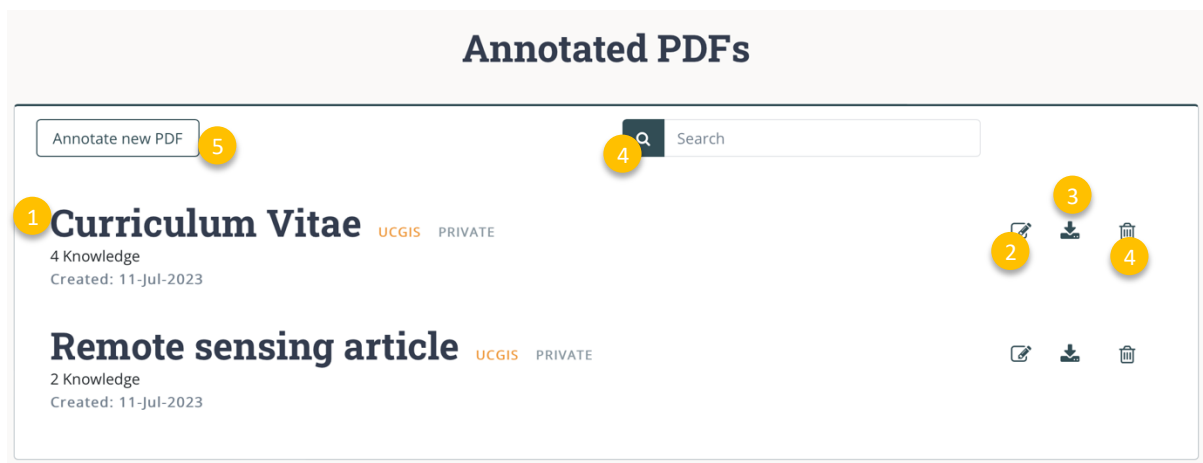 Annotated PDFs
Annotate new PDF 5
4 Search
3
1 Curriculum Vitae UCGIS PRIVATE
2 4
4 Knowledge
Created: 11-Jul-2023
Remote sensing article UCGIS PRIVATE
2 Knowledge
Created: 11-Jul-2023